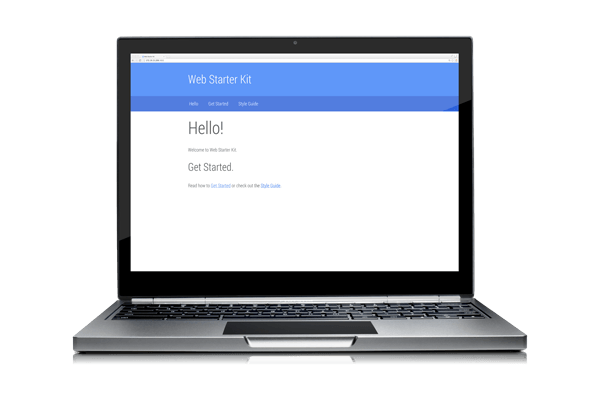 Web Starter Kit
Hello Get Started Style Guide
Hello!
Welcome to Web Starter Kit.
Get Started.
Read how to Get Started or check out the Style Guide.